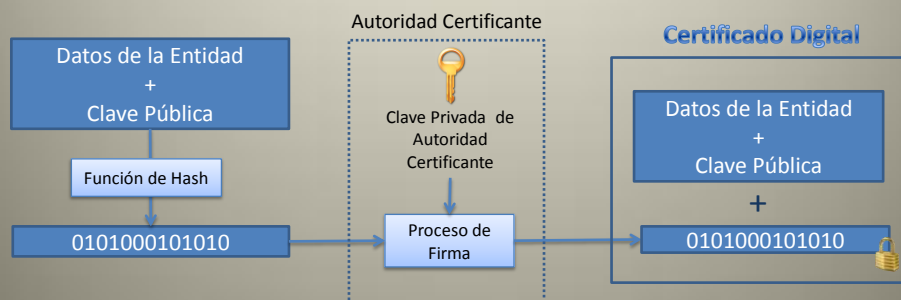 Autoridad Certificante
Datos de la Entidad
+
Clave Pública
Función de Hash
0101000101010
Clave Privada de
Autoridad
Certificante
Proceso de
Firma
Certificado Digital
Datos de la Entidad
+
Clave Pública
+
0101000101010